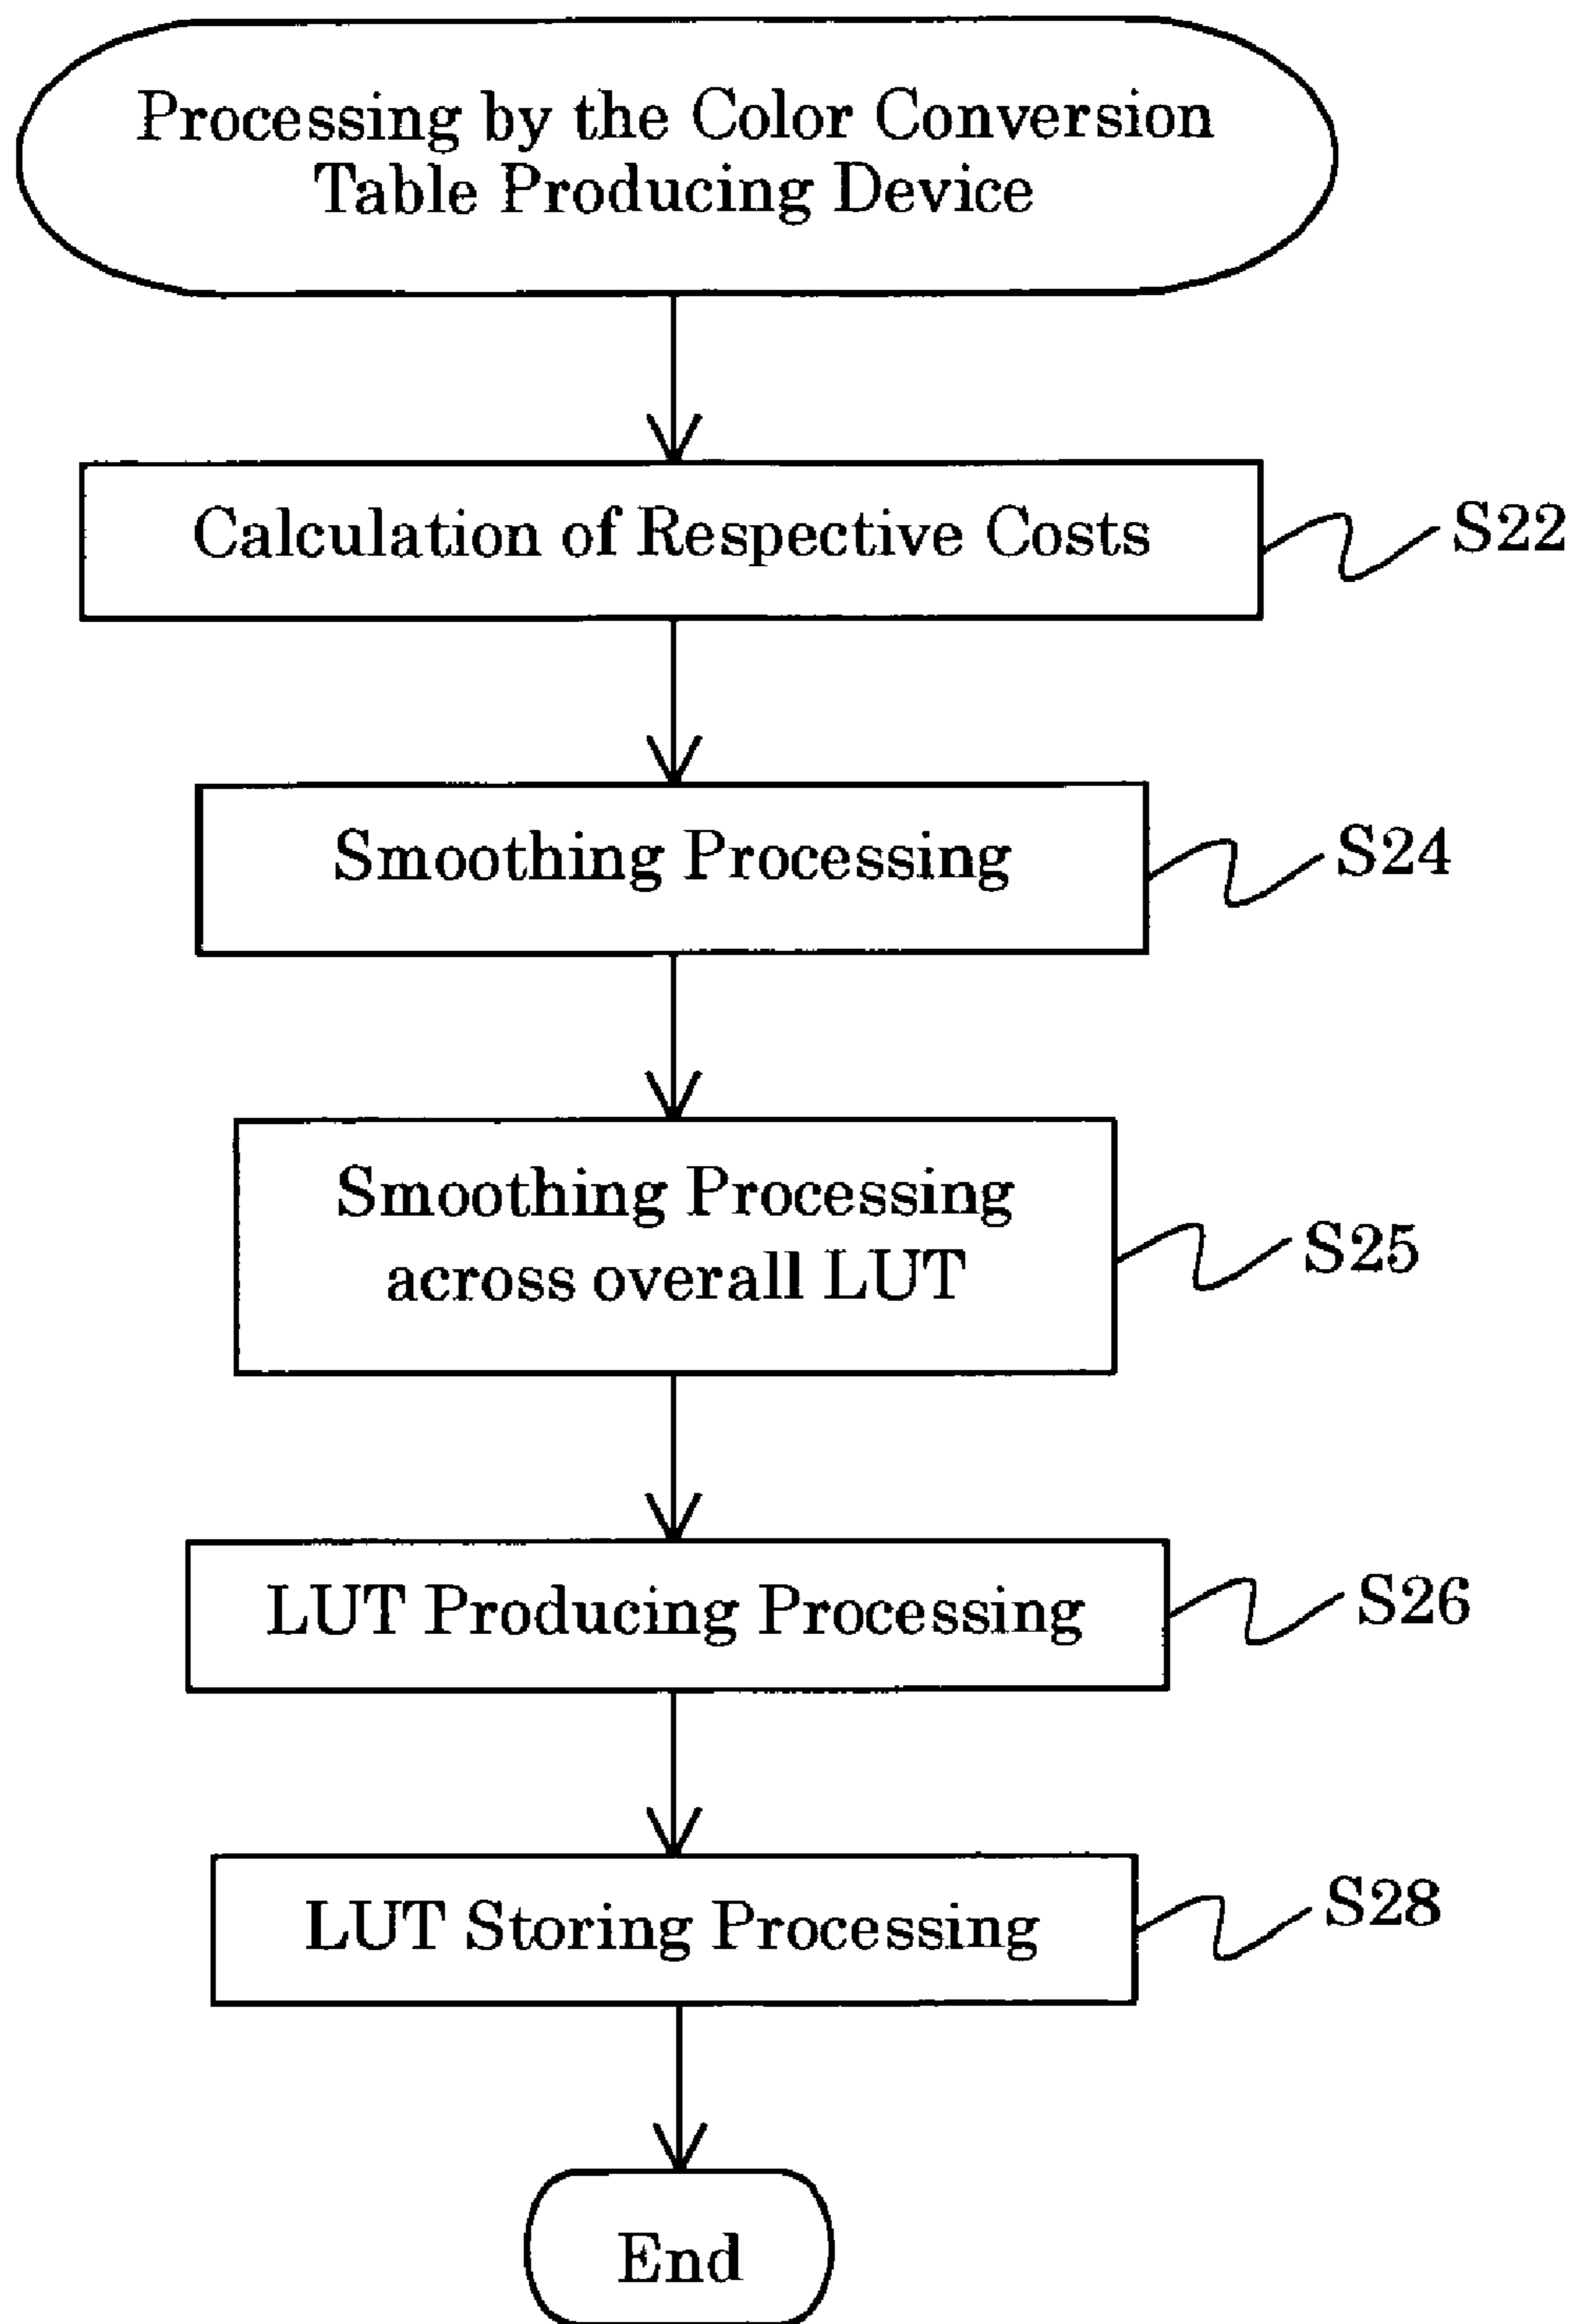 Processing by the Color Conversion
Table Producing Device
Calculation of Respective Costs
S22
Smoothing Processing
S24
Smoothing Processing
across overall LUT
S25
LUT Producing Processing
S26
LUT Storing Processing
S28
End